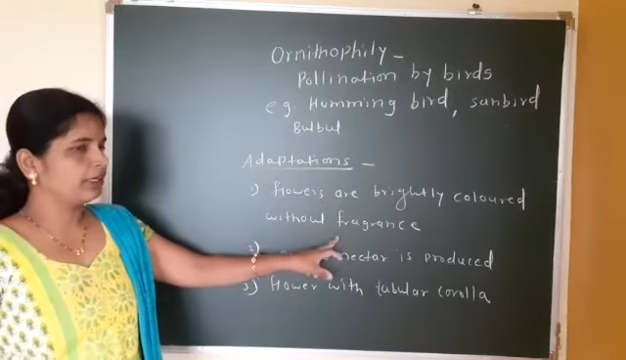 Ornithophily –
Pollination by birds
e.g. Humming bird, sunbird
Bulbul
Adaptations –
1) flowers are brightly coloured
without fragrance
2) nectar is produced
3) flower with tubular corolla